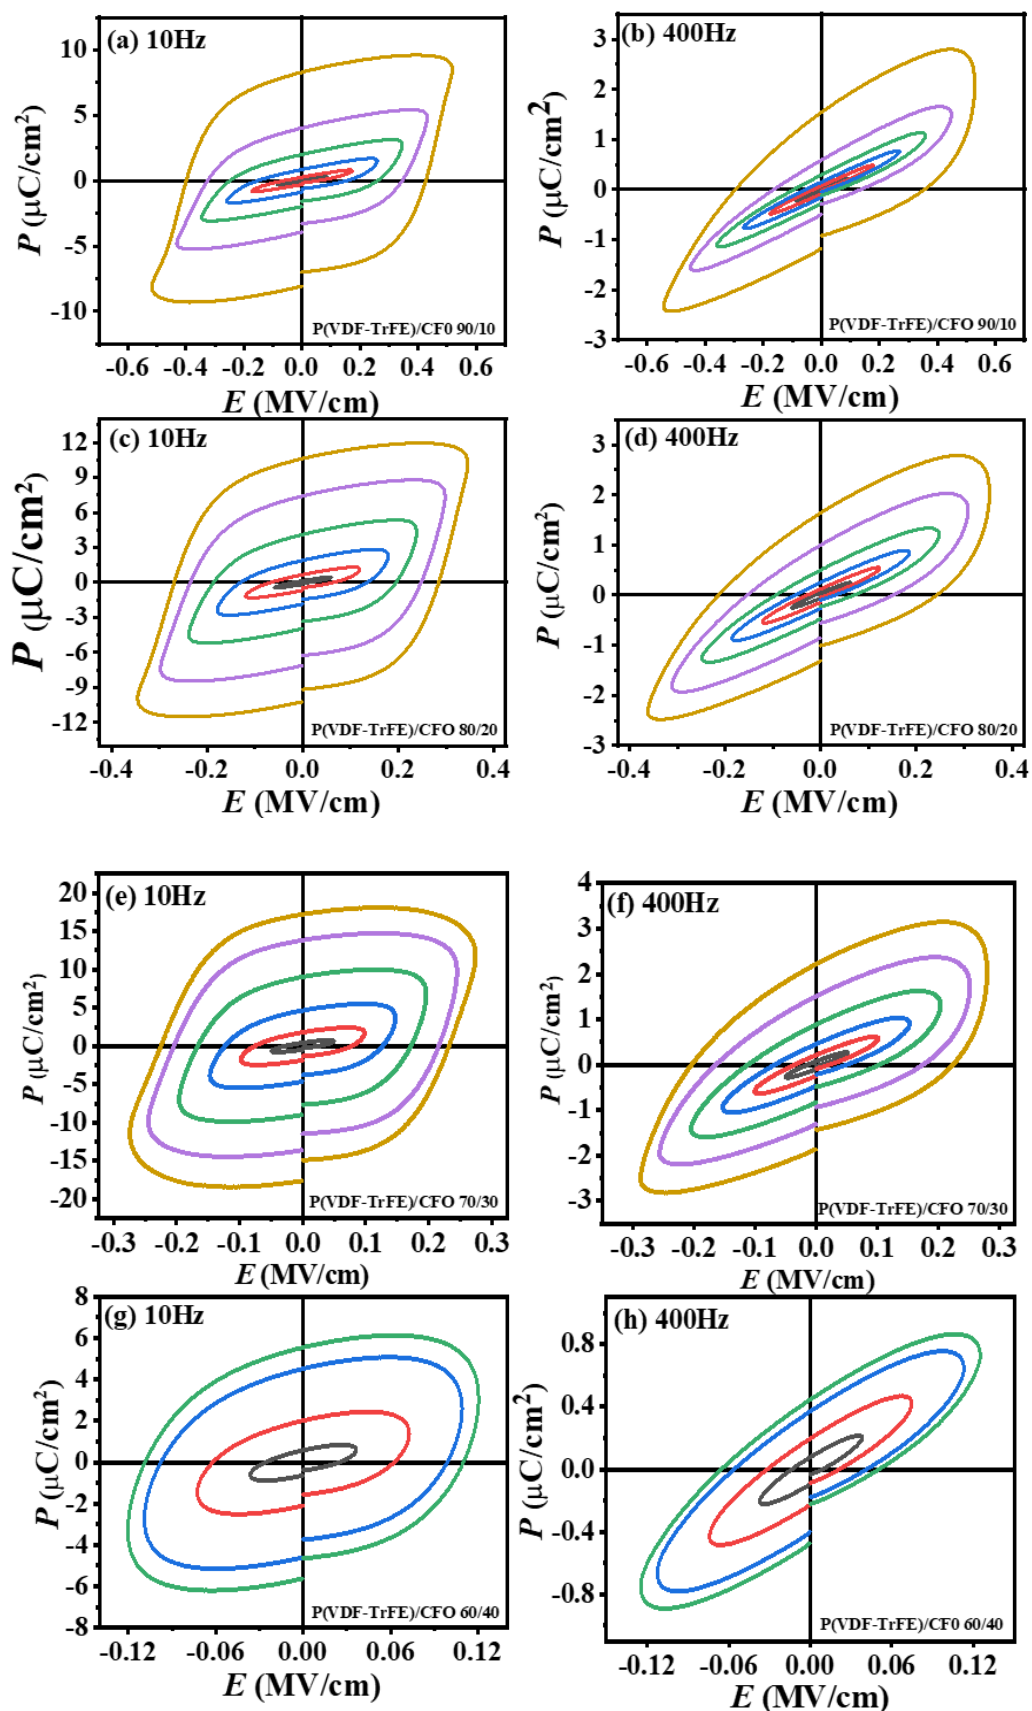 (a) 10Hz
10
5
0
-5
-10
P (μC/cm²)
P(VDF-TrFE)/CF0 90/10
-0.6 -0.4 -0.2 0.0 0.2 0.4 0.6
E (MV/cm)
(b) 400Hz
3
2
1
0
-1
-2
-3
P (μC/cm²)
P(VDF-TrFE)/CFO 90/10
-0.6 -0.4 -0.2 0.0 0.2 0.4 0.6
E (MV/cm)
(c) 10Hz
12
9
6
3
0
-3
-6
-9
-12
P (μC/cm²)
P(VDF-TrFE)/CFO 80/20
-0.4 -0.2 0.0 0.2 0.4
E (MV/cm)
(d) 400Hz
3
2
1
0
-1
-2
-3
P (μC/cm²)
P(VDF-TrFE)/CFO 80/20
-0.4 -0.2 0.0 0.2 0.4
E (MV/cm)
(e) 10Hz
20
15
10
5
0
-5
-10
-15
-20
P (μC/cm²)
P(VDF-TrFE)/CFO 70/30
-0.3 -0.2 -0.1 0.0 0.1 0.2 0.3
E (MV/cm)
(f) 400Hz
4
3
2
1
0
-1
-2
-3
P (μC/cm²)
P(VDF-TrFE)/CFO 70/30
-0.3 -0.2 -0.1 0.0 0.1 0.2 0.3
E (MV/cm)
(g) 10Hz
8
6
4
2
0
-2
-4
-6
-8
P (μC/cm²)
P(VDF-TrFE)/CFO 60/40
-0.12 -0.06 0.00 0.06 0.12
E (MV/cm)
(h) 400Hz
0.8
0.4
0.0
-0.4
-0.8
P (μC/cm²)
P(VDF-TrFE)/CF0 60/40
-0.12 -0.06 0.00 0.06 0.12
E (MV/cm)